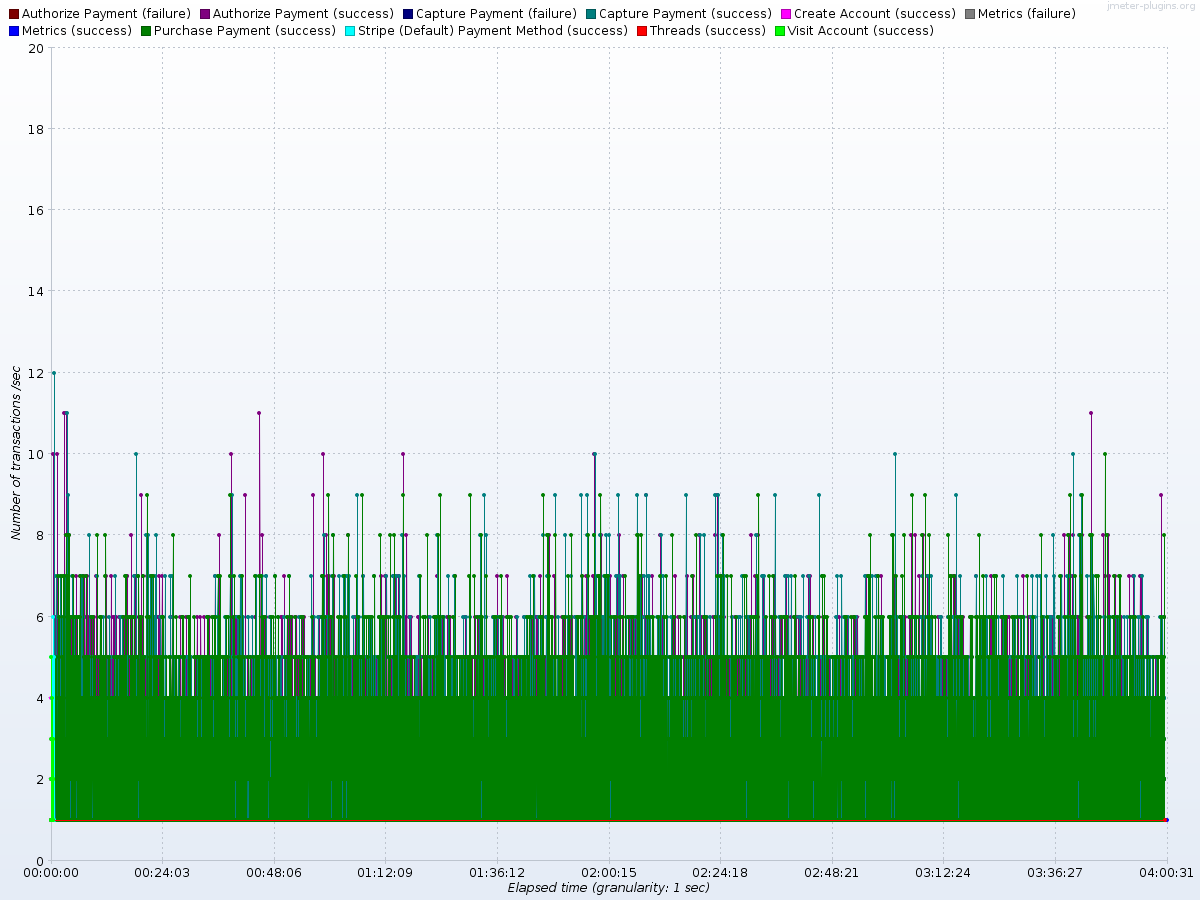 Authorize Payment (failure) Authorize Payment (success) Capture Payment (failure) Capture Payment (success) Create Account (success) Metrics (failure)
jmeter-plugins.org
Metrics (success) Purchase Payment (success) Stripe (Default) Payment Method (success) Threads (success) Visit Account (success)
20
18
16
14
12
10
8
6
4
2
0
Number of transactions /sec
00:00:00 00:24:03 00:48:06 01:12:09 01:36:12 02:00:15 02:24:18 02:48:21 03:12:24 03:36:27 04:00:31
Elapsed time (granularity: 1 sec)